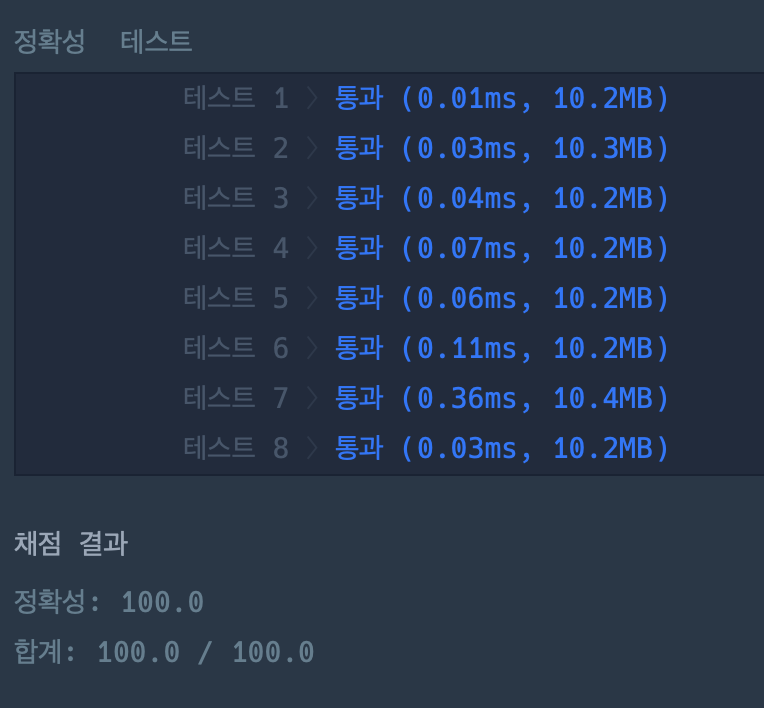 정확성 테스트
테스트 1 〉 통과 (0.01ms, 10.2MB)
테스트 2 〉 통과 (0.03ms, 10.3MB)
테스트 3 〉 통과 (0.04ms, 10.2MB)
테스트 4 〉 통과 (0.07ms, 10.2MB)
테스트 5 〉 통과 (0.06ms, 10.2MB)
테스트 6 〉 통과 (0.11ms, 10.2MB)
테스트 7 〉 통과 (0.36ms, 10.4MB)
테스트 8 〉 통과 (0.03ms, 10.2MB)
채점 결과
정확성: 100.0
합계: 100.0 / 100.0